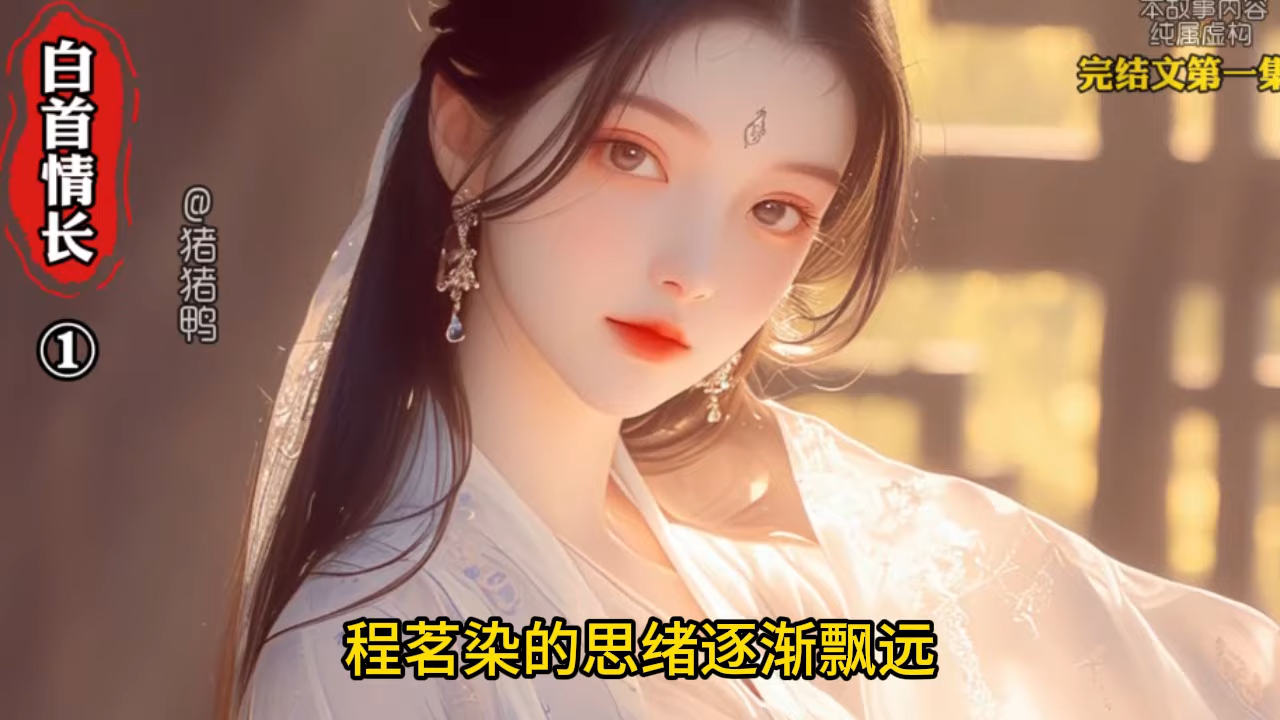 白首情长
①
@猪猪鸭
本故事内容
纯属虚构
完结文第一集
程茗染的思绪逐渐飘远